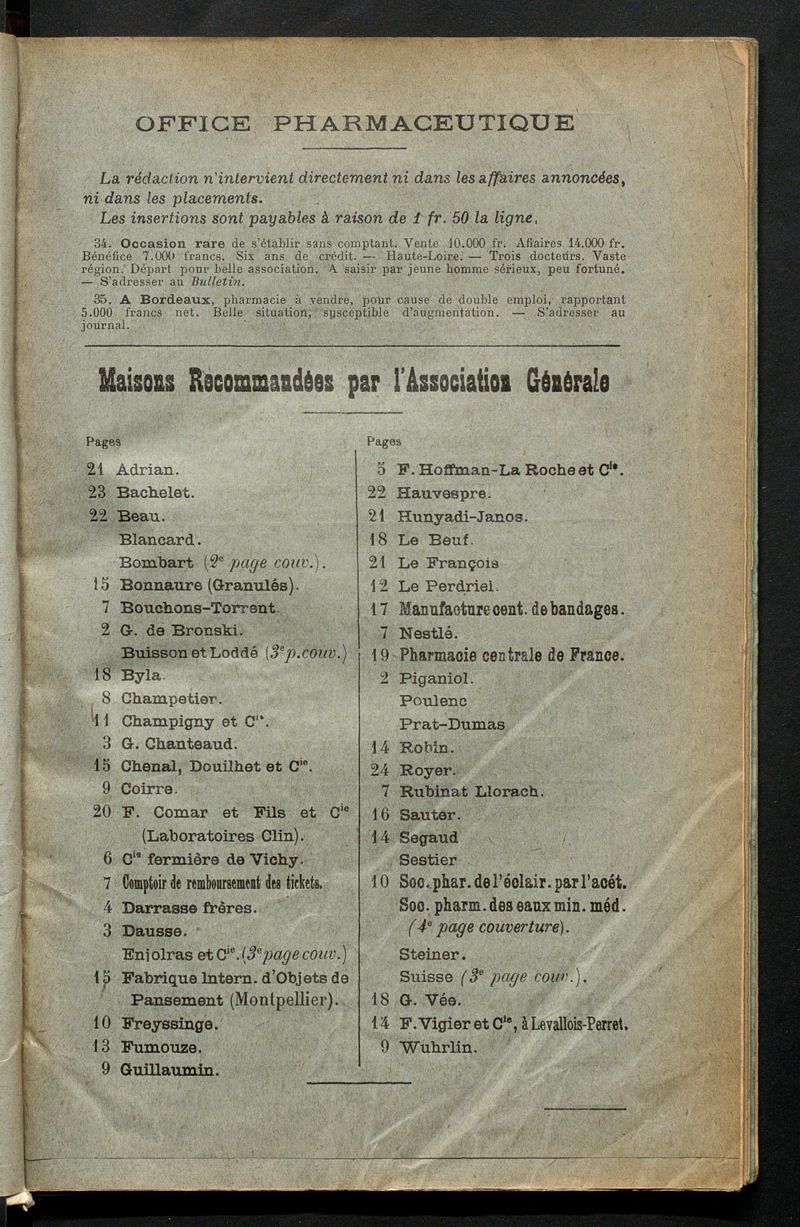 OFFICE PHARMACEUTIQUE
La rédaction n'intervient directement ni dans les affaires annoncées,
ni dans les placements.
Les insertions sont payables à raison de 1 fr. 50 la ligne.
34. Occasion rare de s'établir sans comptant. Vente 10.000 fr. Affaires 14.000 fr.
Bénéfice 7.000 francs. Six ans de crédit. — Haute-Loire. — Trois docteurs. Vaste
région. Départ pour belle association. A saisir par jeune homme sérieux, peu fortuné.
— S'adresser au Bulletin.
35. A Bordeaux, pharmacie à vendre, pour cause de double emploi, rapportant
5.000 francs net. Belle situation, susceptible d'augmentation. — S'adresser au
journal.
Maisons Recommandées par l'Association Générale
Pages
21 Adrian.
23 Bachelet.
22 Beau.
Blancard.
Bombart (2e page couv.).
15 Bonnaure (Granulés).
7 Bouchons-Torrent.
2 G. de Bronski.
Buisson et Loddé (3e p. couv.)
18 Byla.
8 Champetier.
11 Champigny et Cie.
3 G. Chanteaud.
15 Chenal, Douilhet et Cie.
9 Coirre.
20 F. Comar et Fils et Cie
(Laboratoires Clin).
6 Cie fermière de Vichy.
7 Comptoir de remboursement des tickets.
4 Darrasse frères.
3 Dausse.
Enjolras et Cie. (3e page couv.)
15 Fabrique Intern. d'Objets de
Pansement (Montpellier).
10 Freyssinge.
13 Fumouze.
9 Guillaumin.
Pages
5 F. Hoffman-La Roche et Cie.
22 Hauvespre.
21 Hunyadi-Janos.
18 Le Beuf.
21 Le François
12 Le Perdriel.
17 Manufacture cent. de bandages.
7 Nestlé.
19 Pharmacie centrale de France.
2 Piganiol.
Poulenc
Prat-Dumas
14 Robin.
24 Royer.
7 Rubinat Llorach.
16 Sauter.
14 Segaud
Sestier
10 Soc. phar. de l'éclair. par l'acét.
Soc. pharm. des eaux min. méd.
(4e page couverture).
Steiner.
Suisse (3e page couv.).
18 G. Vée.
14 F. Vigier et Cie, à Levallois-Perret.
9 Wuhrlin.